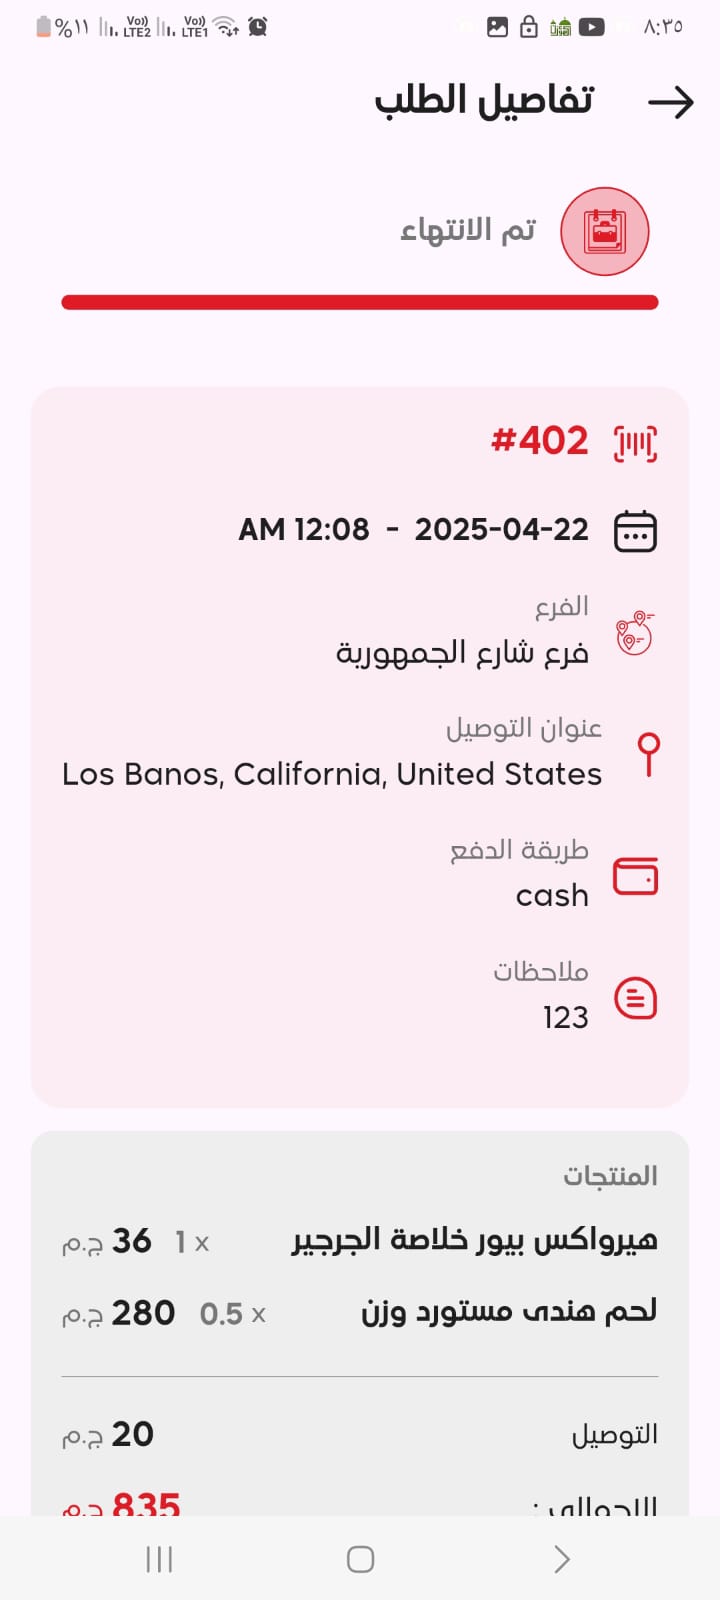 ٨:٣٥
%١١
Vo)) LTE2
Vo)) LTE1
تفاصيل الطلب
تم الانتهاء
#402
2025-04-22 - 12:08 AM
الفرع
فرع شارع الجمهورية
عنوان التوصيل
Los Banos, California, United States
طريقة الدفع
cash
ملاحظات
123
المنتجات
هيرواكس بيور خلاصة الجرجير 1 x 36 ج.م
لحم هندى مستورد وزن 0.5 x 280 ج.م
التوصيل 20 ج.م
الاجمالي : 835 ج.م